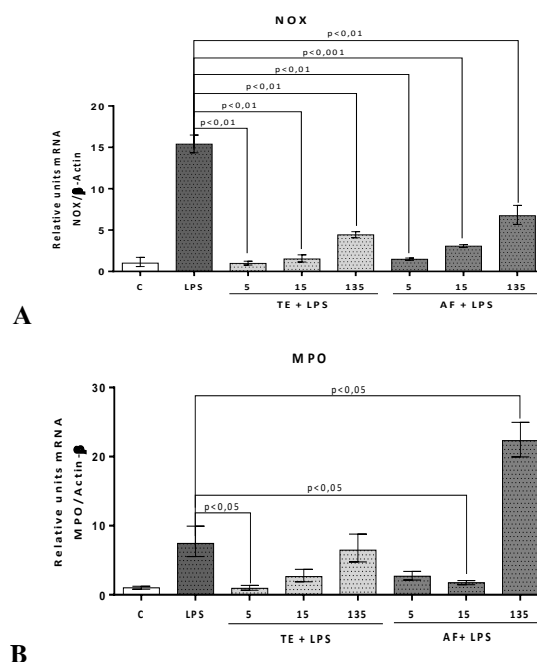 NOX
p<0,01
p<0,001
p<0,01
p<0,01
p<0,01
p<0,01
Relative units mRNA
NOX/β-Actin
20
15
10
5
0
C LPS 5 15 135 5 15 135
TE + LPS AF + LPS
A
MPO
p<0,05
p<0,05
p<0,05
Relative units mRNA
MPO/Actin-β
30
20
10
0
C LPS 5 15 135 5 15 135
TE + LPS AF+ LPS
B